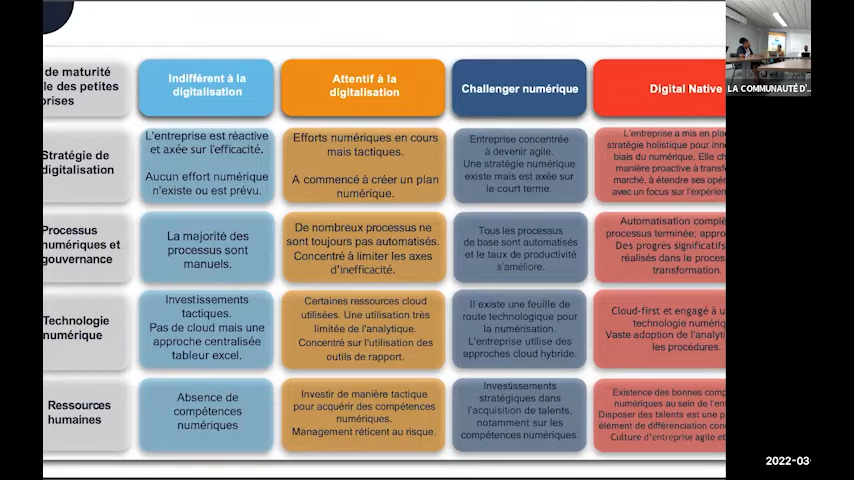 de maturité
le des petites
prises
Indifférent à la
digitalisation
Attentif à la
digitalisation
Challenger numérique
Digital Native
Stratégie de
digitalisation
L'entreprise est réactive
et axée sur l'efficacité.
Aucun effort numérique
n'existe ou est prévu.
Efforts numériques en cours
mais tactiques.
A commencé à créer un plan
numérique.
Entreprise concentrée
à devenir agile.
Une stratégie numérique
existe mais est axée sur
le court terme.
L'entreprise a mis en pla
stratégie holistique pour inn
biais du numérique. Elle ch
manière proactive à transf
marché, à étendre ses opér
avec un focus sur l'expérien
Processus
numériques et
gouvernance
La majorité des
processus sont
manuels.
De nombreux processus ne
sont toujours pas automatisés.
Concentré à limiter les axes
d'inefficacité.
Tous les processus
de base sont automatisés
et le taux de productivité
s'améliore.
Automatisation complè
processus terminée; appro
Des progrès significatifs
réalisés dans le proces
transformation.
Technologie
numérique
Investissements
tactiques.
Pas de cloud mais une
approche centralisée
tableur excel.
Certaines ressources cloud
utilisées. Une utilisation très
limitée de l'analytique.
Concentré sur l'utilisation des
outils de rapport.
Il existe une feuille de
route technologique pour
la numérisation.
L'entreprise utilise des
approches cloud hybride.
Cloud-first et engagé à u
technologie numériq
Vaste adoption de l'analyti
les procédures.
Ressources
humaines
Absence de
compétences
numériques
Investir de manière tactique
pour acquérir des compétences
numériques.
Management réticent au risque.
Investissements
stratégiques dans
l'acquisition de talents,
notamment sur les
compétences numériques.
Existence des bonnes comp
numériques au sein de l'en
Disposer des talents est une p
élément de différenciation con
Culture d'entreprise agile et
LA COMMUNAUTÉ D'...
2022-03